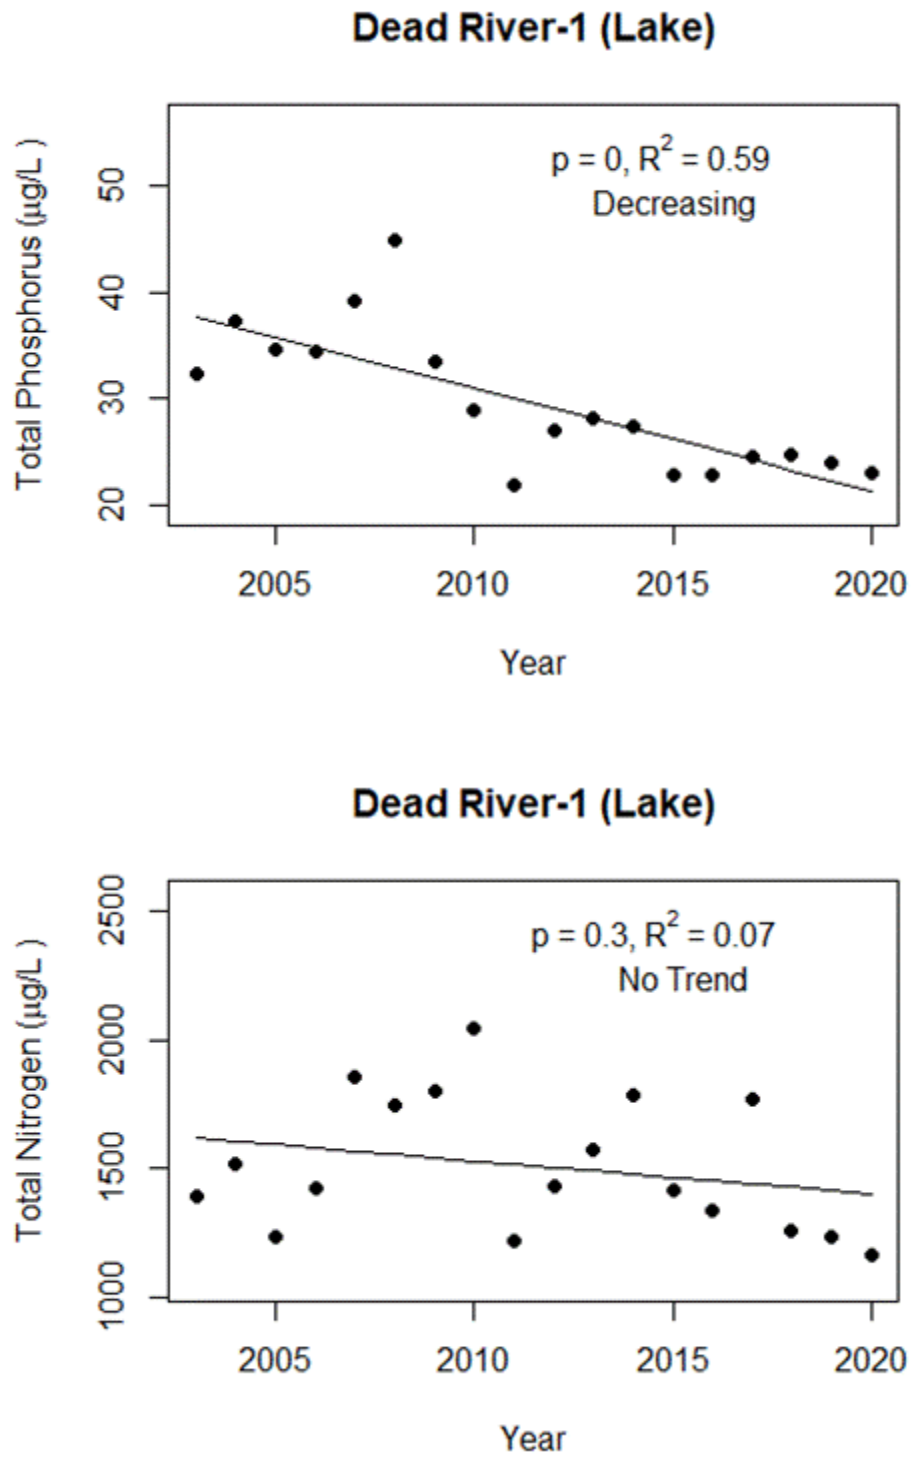 Dead River-1 (Lake)
p = 0, R² = 0.59
Decreasing
Total Phosphorus (µg/L )
50
40
30
20
2005 2010 2015 2020
Year
Dead River-1 (Lake)
p = 0.3, R² = 0.07
No Trend
Total Nitrogen (µg/L )
2500
2000
1500
1000
2005 2010 2015 2020
Year